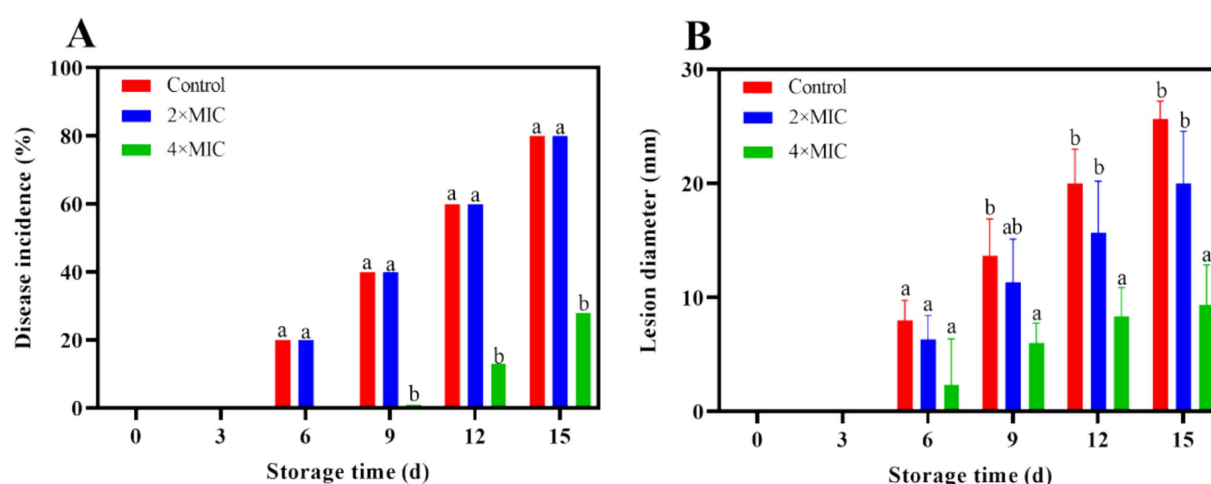 A
Disease incidence (%)
100
80
60
40
20
0
Control
2×MIC
4×MIC
a a
a a b
a a b
a a b
0 3 6 9 12 15
Storage time (d)
B
Lesion diameter (mm)
30
20
10
0
Control
2×MIC
4×MIC
a a a
b ab a
b b a
b b a
0 3 6 9 12 15
Storage time (d)